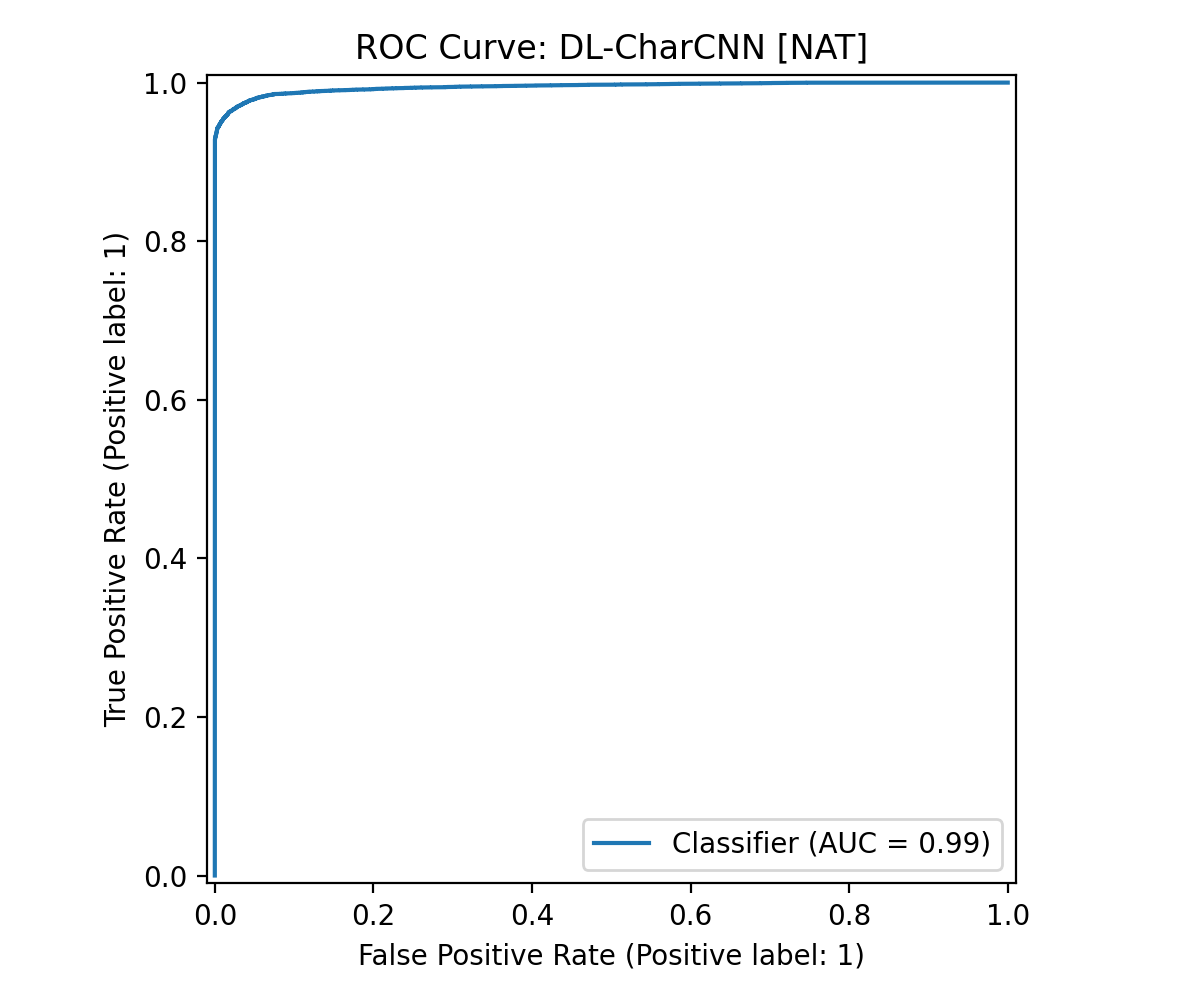 ROC Curve: DL-CharCNN [NAT]
True Positive Rate (Positive label: 1)
1.0
0.8
0.6
0.4
0.2
0.0
Classifier (AUC = 0.99)
0.0 0.2 0.4 0.6 0.8 1.0
False Positive Rate (Positive label: 1)